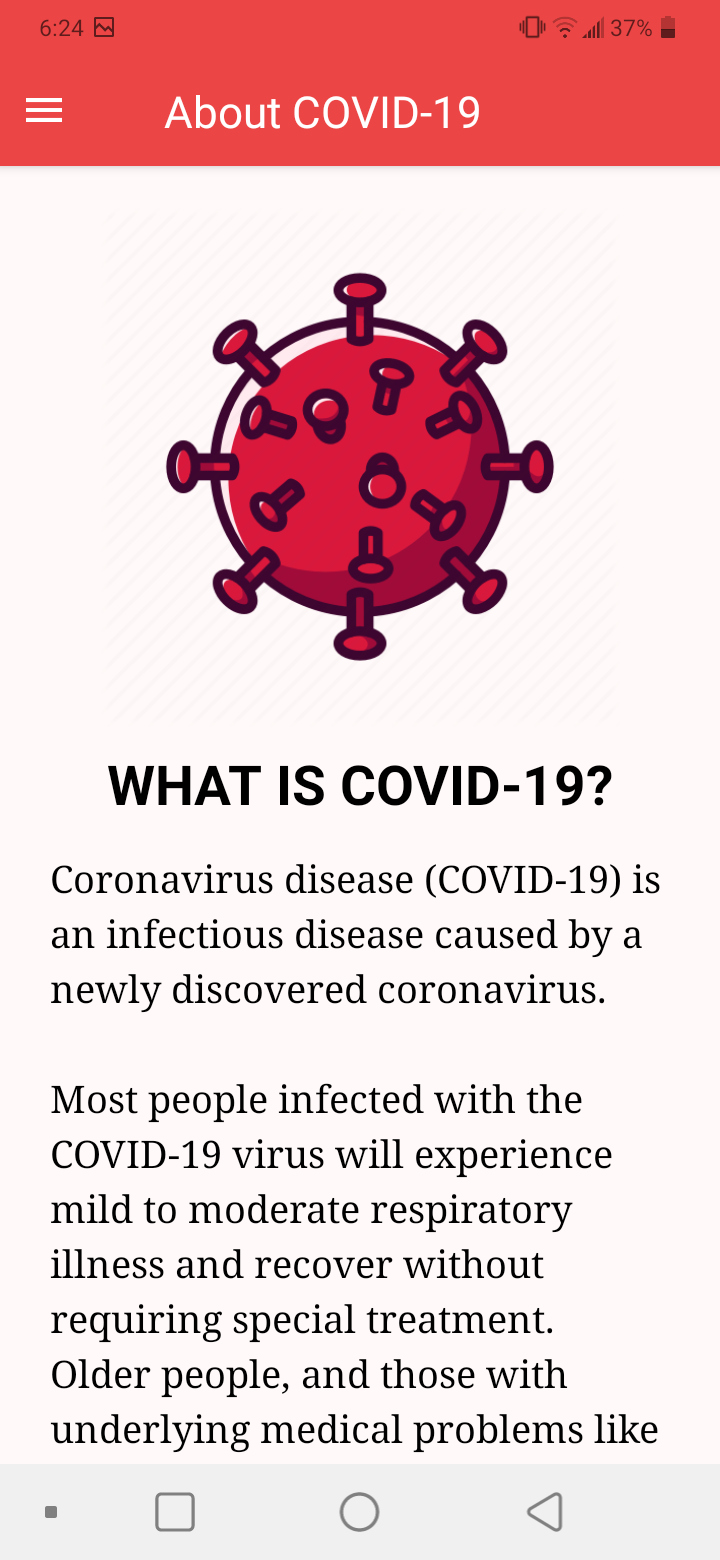 6:24 37%
About COVID-19
WHAT IS COVID-19?
Coronavirus disease (COVID-19) is
an infectious disease caused by a
newly discovered coronavirus.
Most people infected with the
COVID-19 virus will experience
mild to moderate respiratory
illness and recover without
requiring special treatment.
Older people, and those with
underlying medical problems like